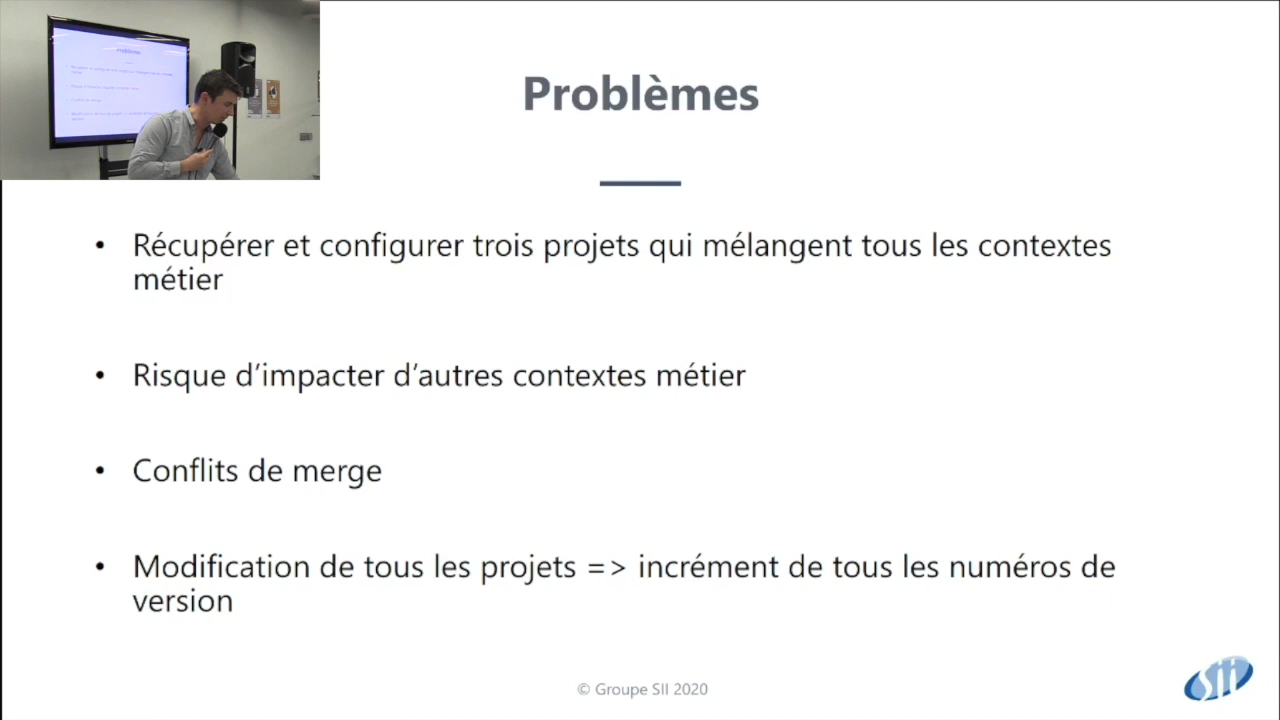 Problèmes
• Récupérer et configurer trois projets qui mélangent tous les contextes
métier
• Risque d’impacter d’autres contextes métier
• Conflits de merge
• Modification de tous les projets => incrément de tous les numéros de
version
© Groupe SII 2020
sii